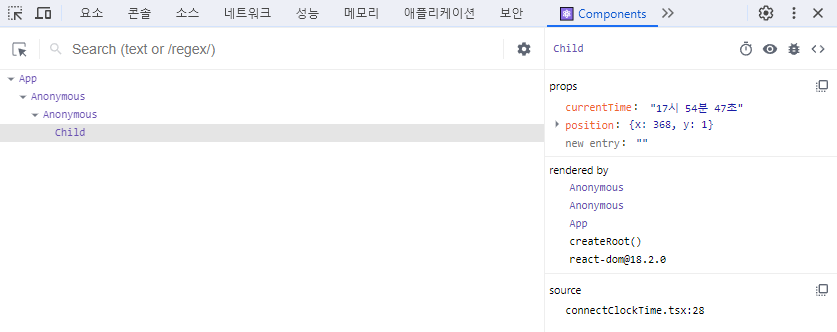 요소 콘솔 소스 네트워크 성능 메모리 애플리케이션 보안 Components
Search (text or /regex/)
Child
App
Anonymous
Anonymous
Child
props
currentTime: "17시 54분 47초"
position: {x: 368, y: 1}
new entry: ""
rendered by
Anonymous
Anonymous
App
createRoot()
react-dom@18.2.0
source
connectClockTime.tsx:28